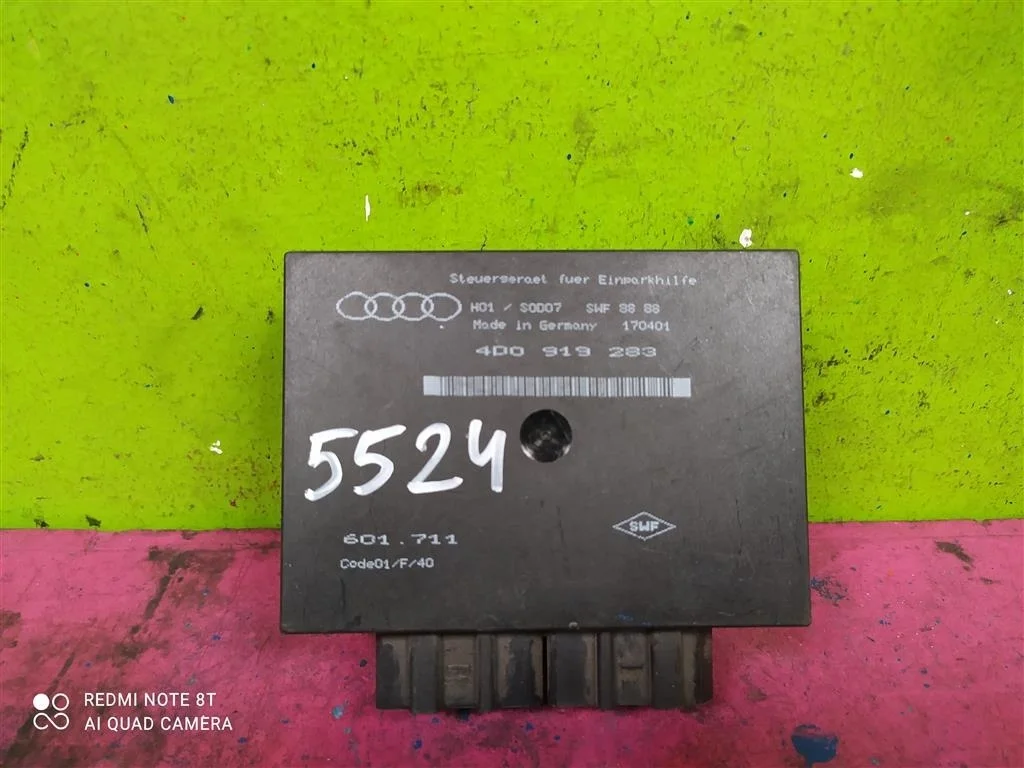 Steuergeraet fuer Einparkhilfe
H01 / SOD07 SWF 88 88
Made in Germany 170401
4D0 919 283
5524
SWF
601.711
Code01/F/40
REDMI NOTE 8T
AI QUAD CAMERA